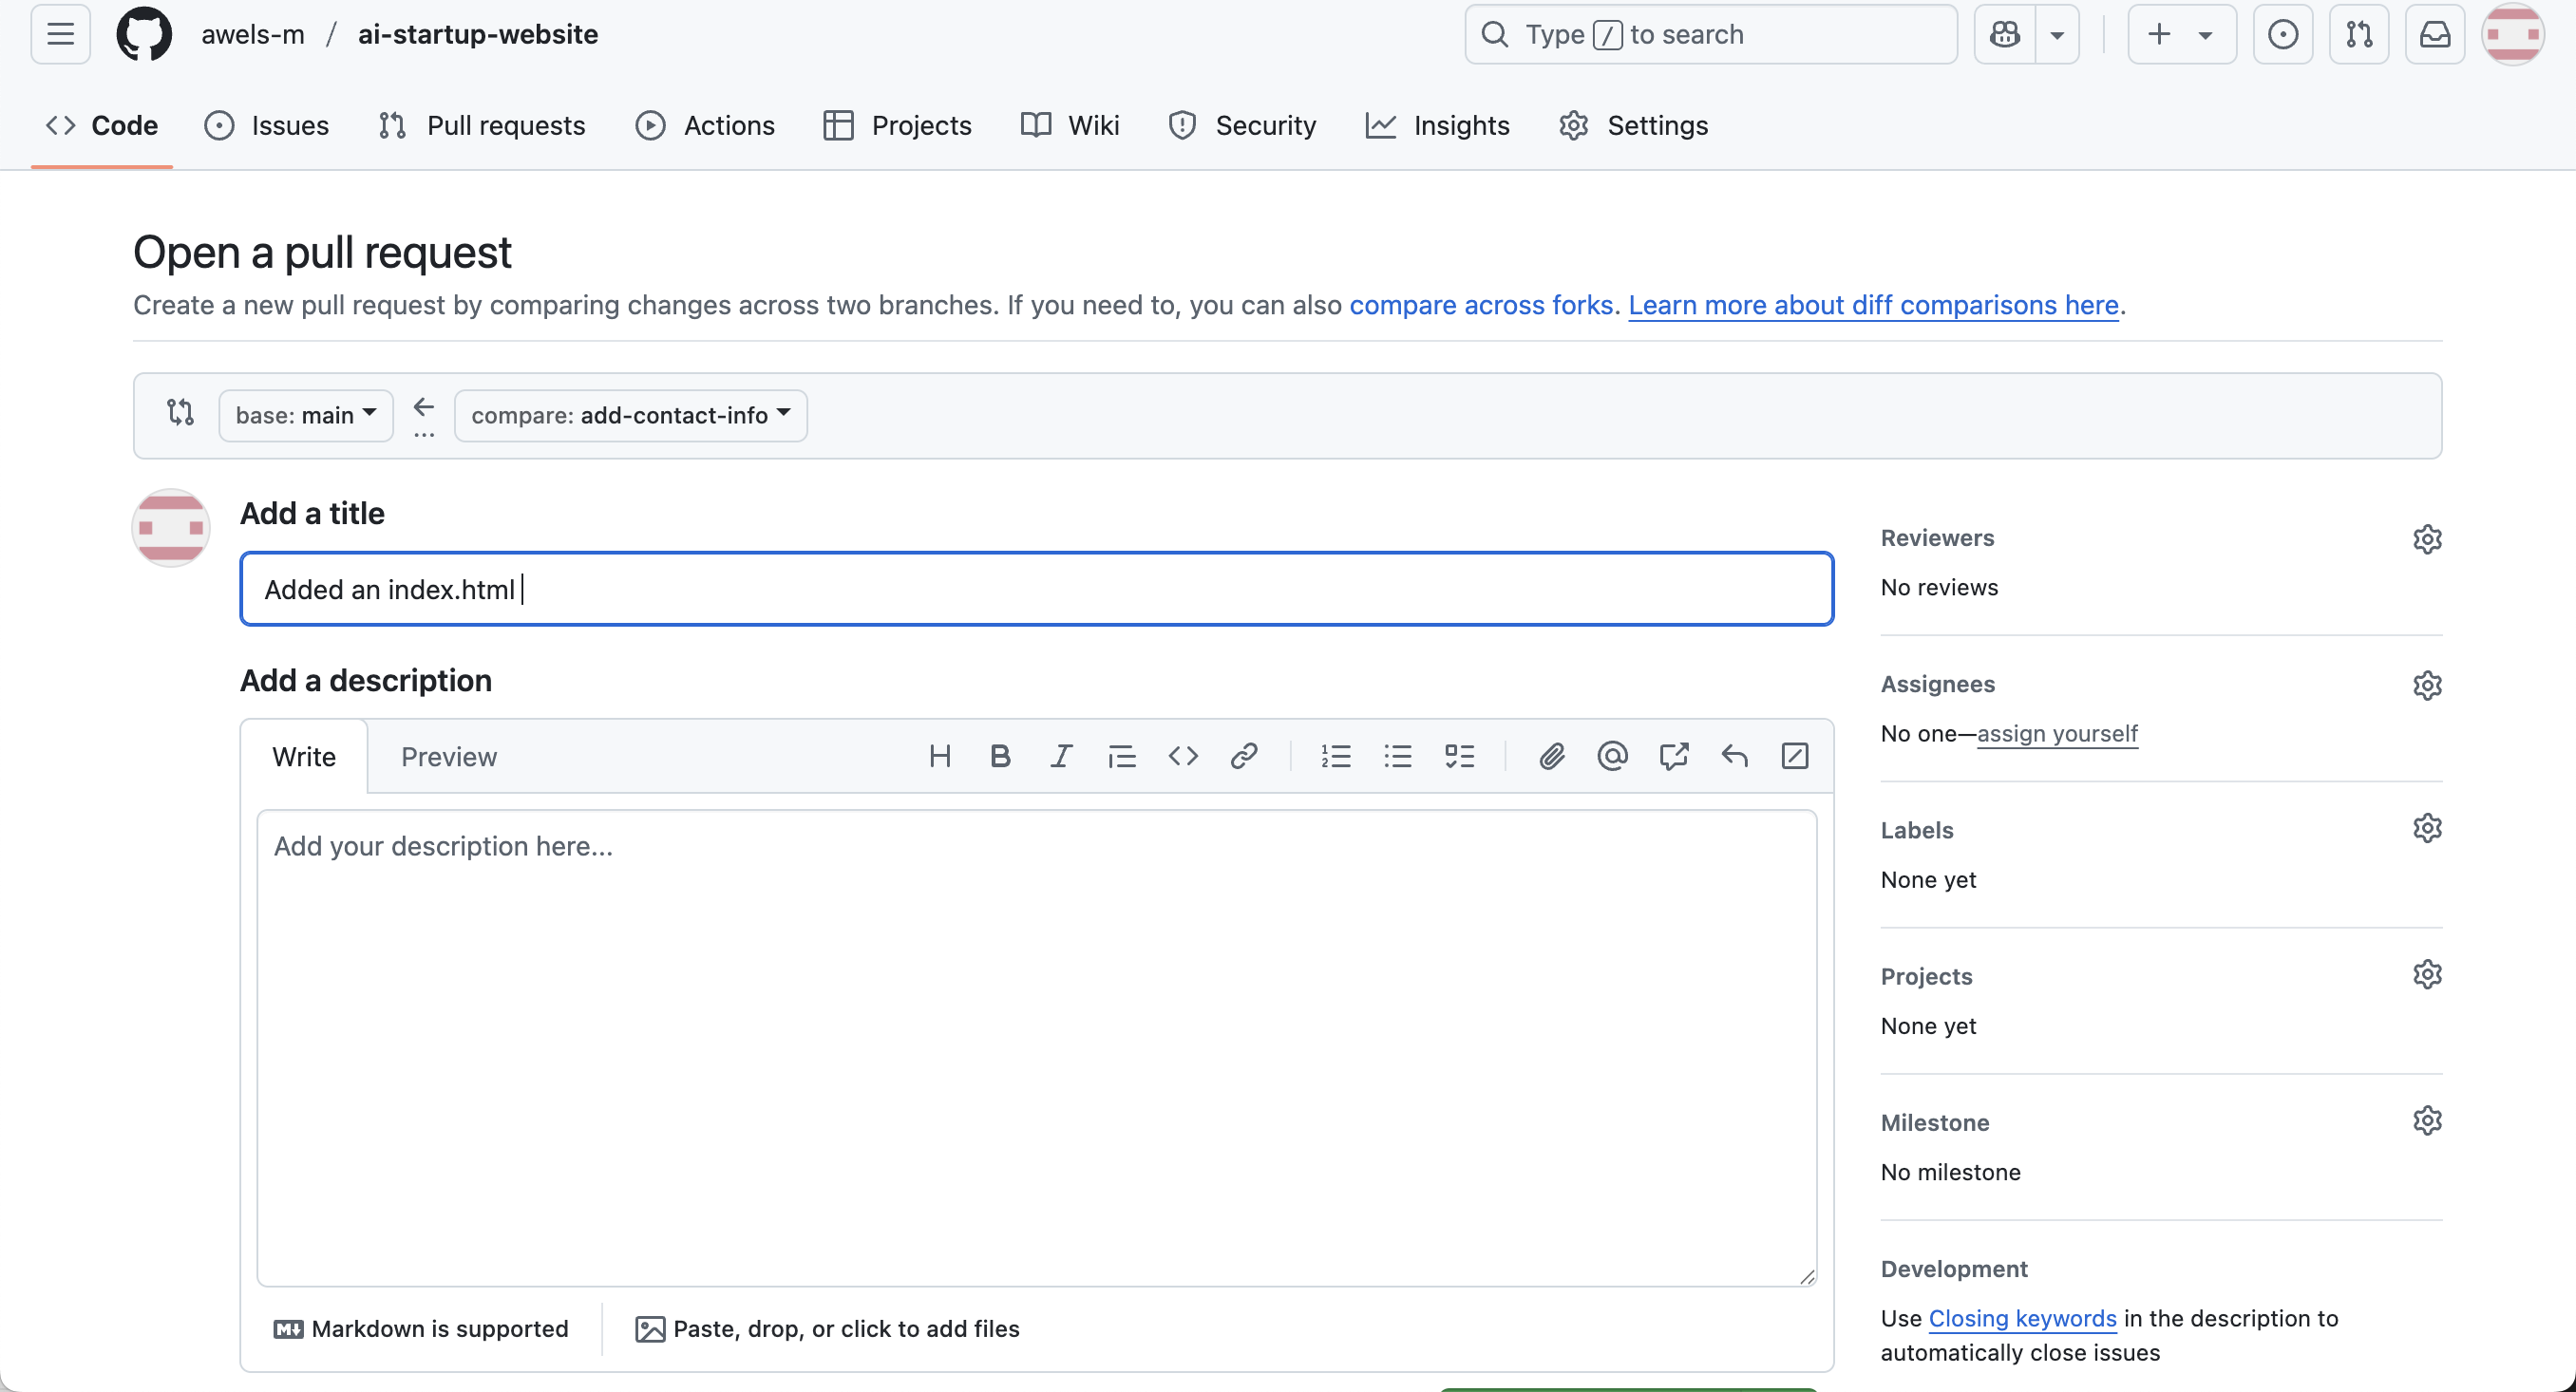 awels-m / ai-startup-website
Type / to search
Code Issues Pull requests Actions Projects Wiki Security Insights Settings
Open a pull request
Create a new pull request by comparing changes across two branches. If you need to, you can also compare across forks. Learn more about diff comparisons here.
base: main ... compare: add-contact-info
Add a title
Added an index.html
Add a description
Write Preview
Add your description here...
Markdown is supported
Paste, drop, or click to add files
Reviewers
No reviews
Assignees
No one—assign yourself
Labels
None yet
Projects
None yet
Milestone
No milestone
Development
Use Closing keywords in the description to
automatically close issues